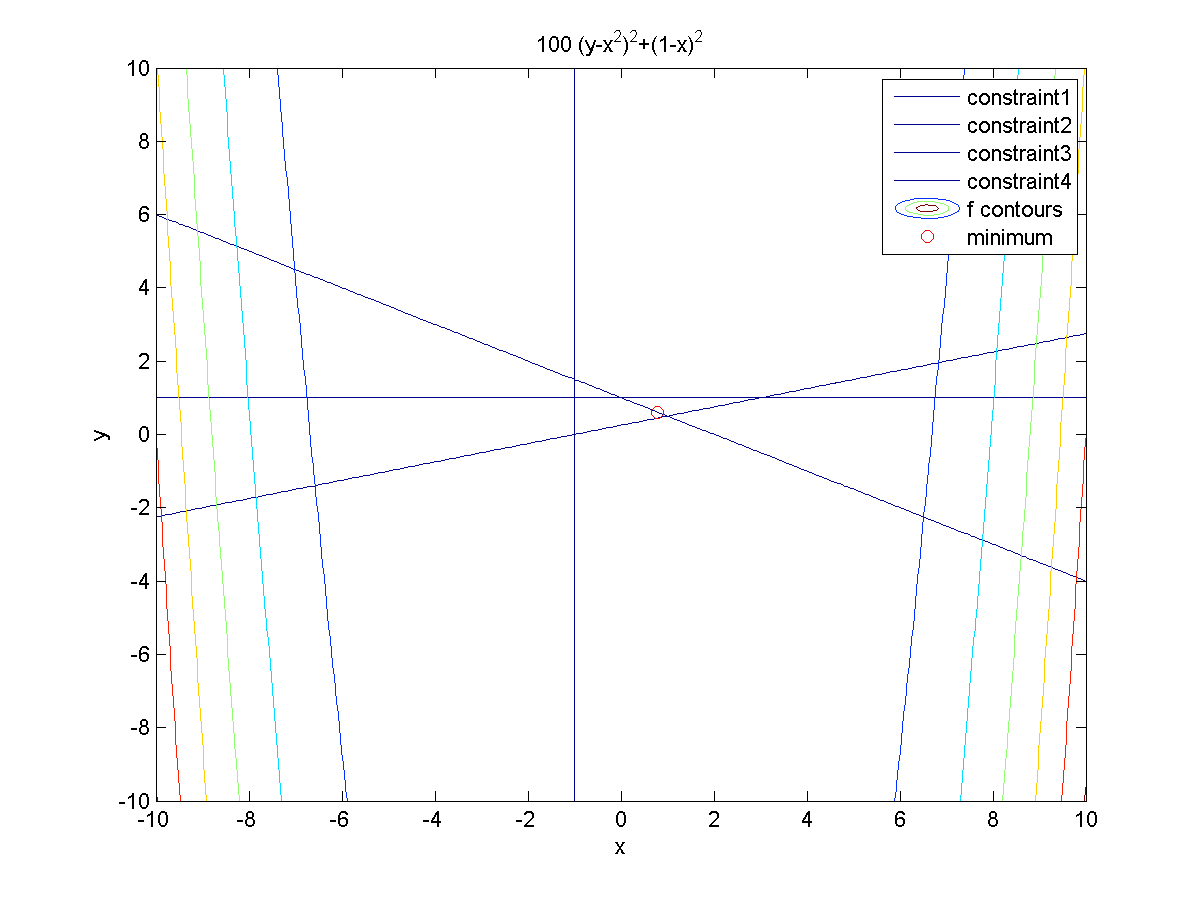 100 (y-x²)²+(1-x)²
10
8
6
4
2
0
-2
-4
-6
-8
-10
y
constraint1
constraint2
constraint3
constraint4
f contours
minimum
-10 -8 -6 -4 -2 0 2 4 6 8 10
x